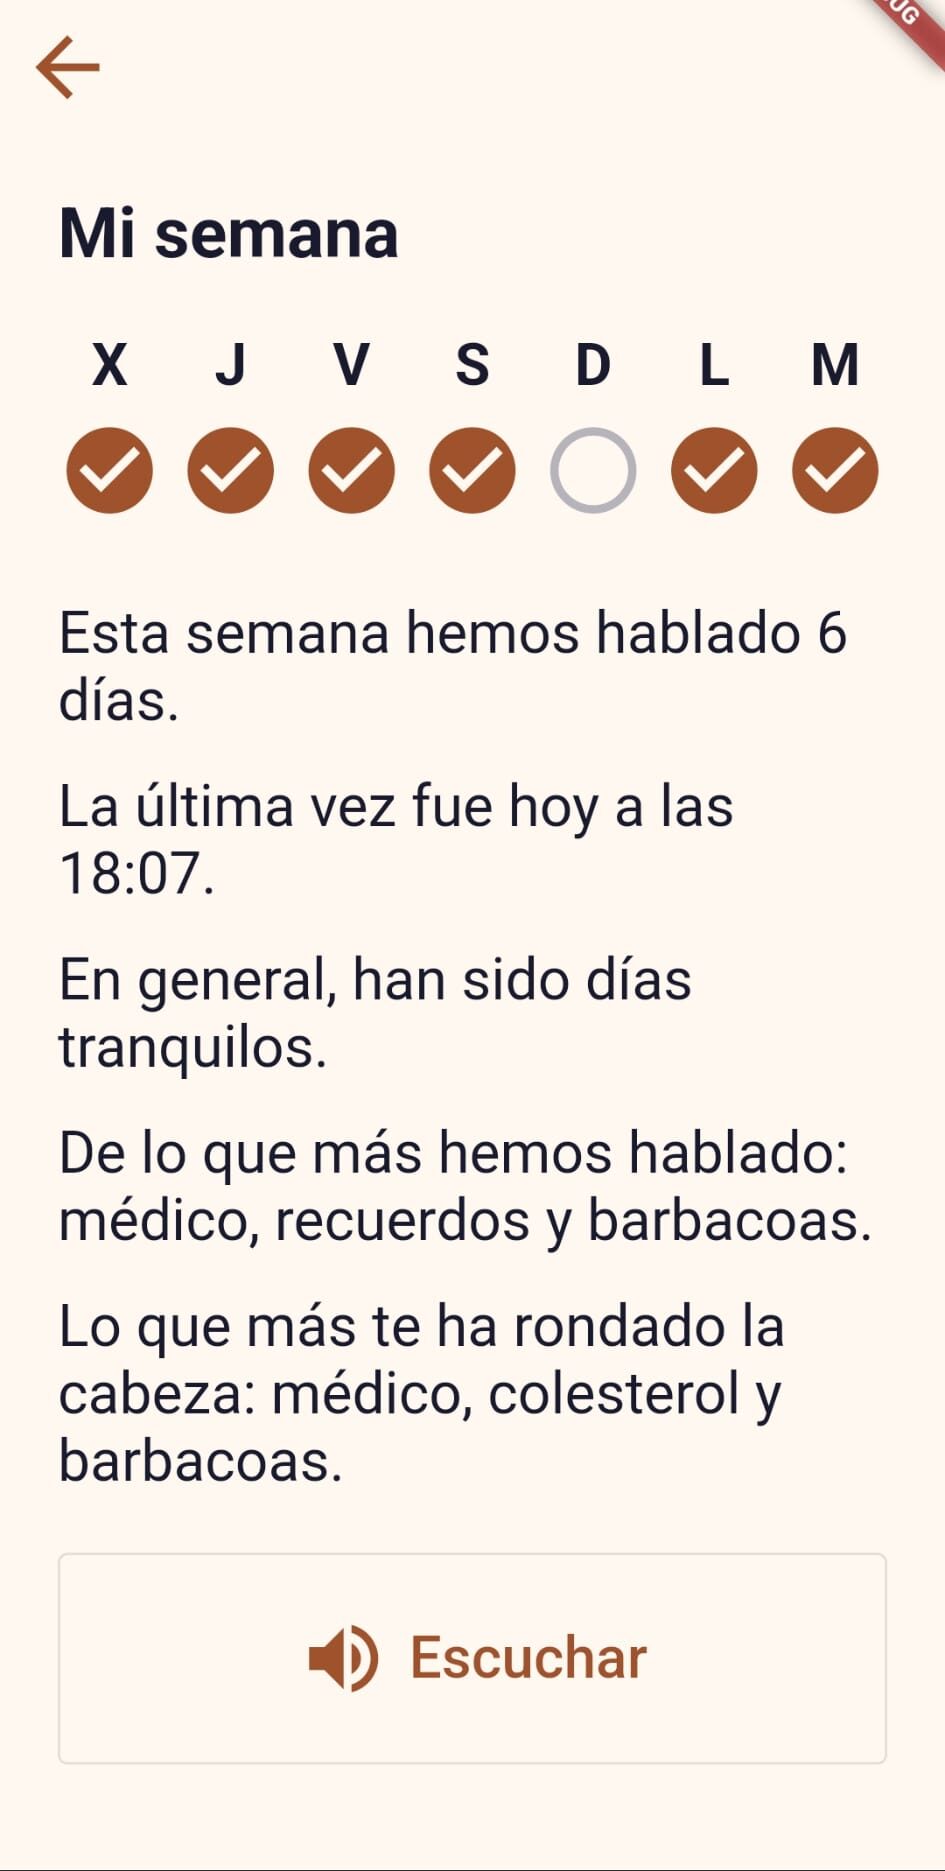 UG
Mi semana
X J V S D L M
Esta semana hemos hablado 6
días.
La última vez fue hoy a las
18:07.
En general, han sido días
tranquilos.
De lo que más hemos hablado:
médico, recuerdos y barbacoas.
Lo que más te ha rondado la
cabeza: médico, colesterol y
barbacoas.
Escuchar